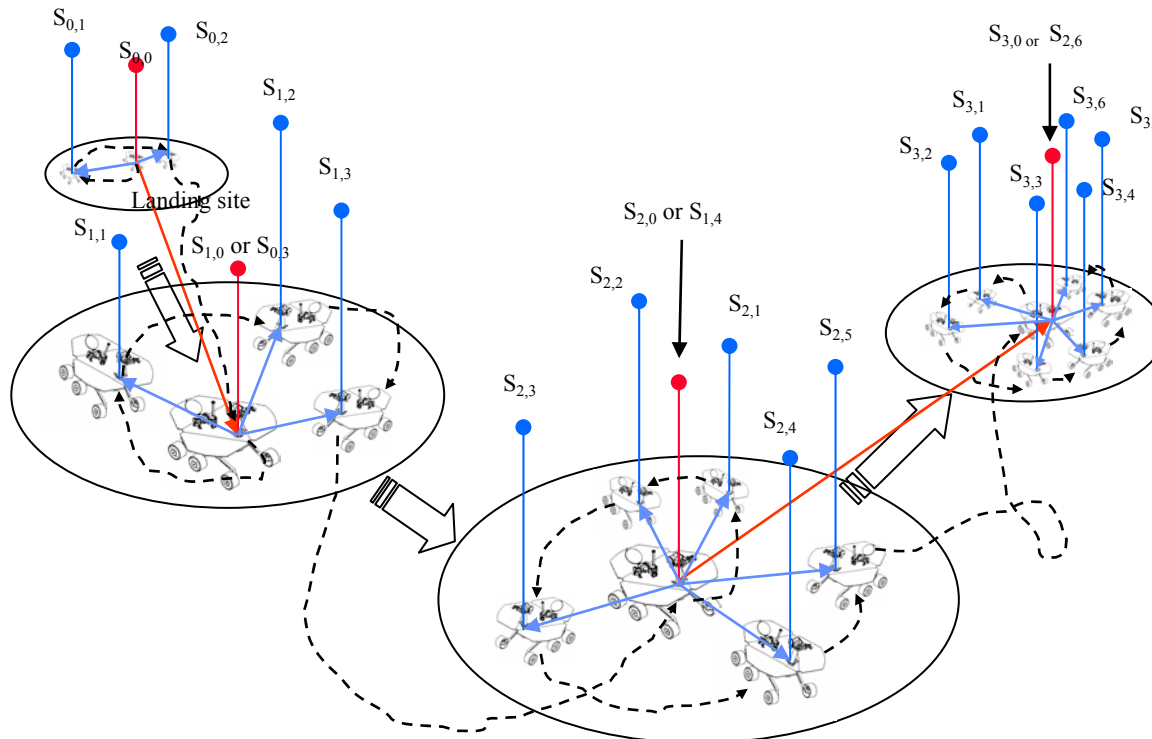 S0,1
S0,0
S0,2
S1,2
S1,3
Landing site
S1,1
S1,0 or S0,3
S2,0 or S1,4
S2,2
S2,1
S2,3
S2,5
S2,4
S3,0 or S2,6
S3,1
S3,6
S3
S3,2
S3,3
S3,4